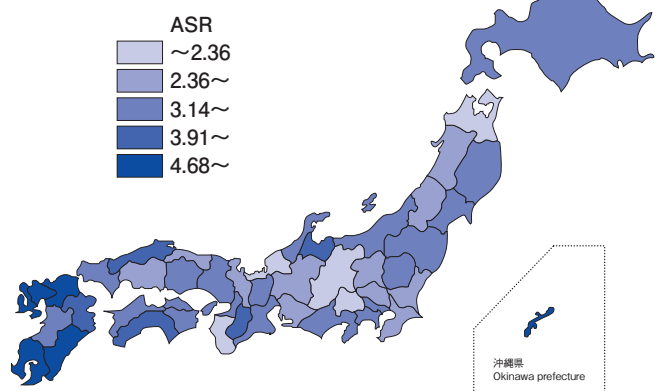 ASR
～2.36
2.36～
3.14～
3.91～
4.68～
沖縄県
Okinawa prefecture